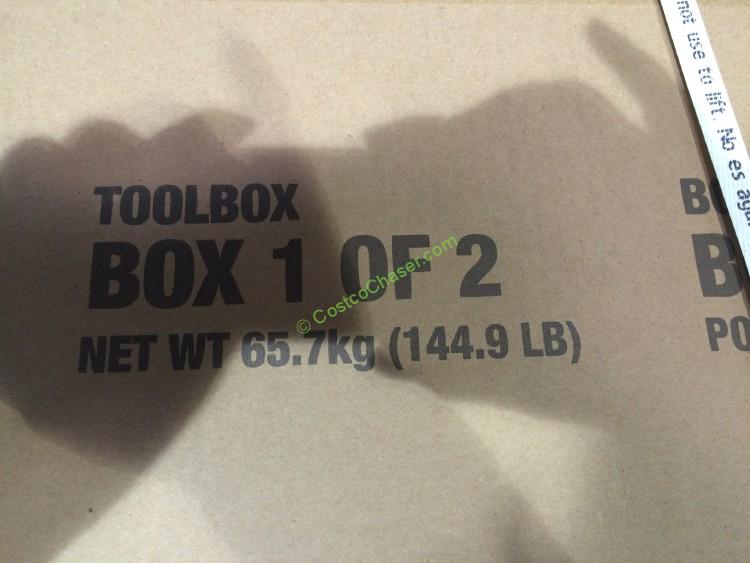 TOOLBOX
BOX 1 OF 2
NET WT 65.7kg (144.9 LB)
© CostcoChaser.com
not use to lift. No es
B
PO